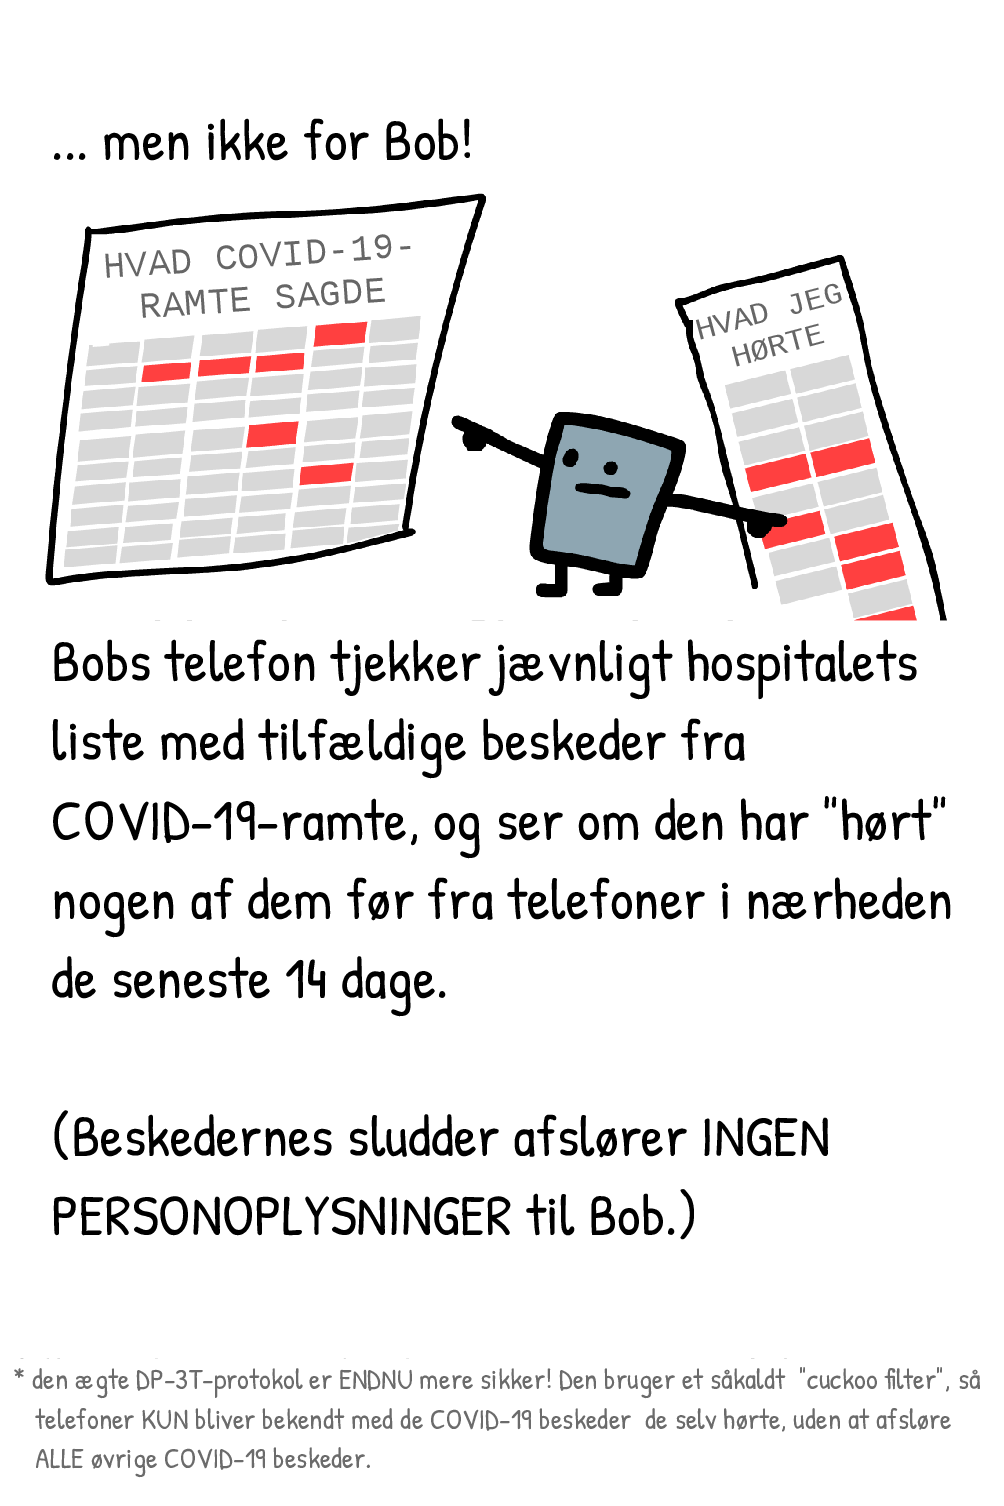 ... men ikke for Bob!
HVAD COVID-19-
RAMTE SAGDE
HVAD JEG
HØRTE
Bobs telefon tjekker jævnligt hospitalets
liste med tilfældige beskeder fra
COVID-19-ramte, og ser om den har "hørt"
nogen af dem før fra telefoner i nærheden
de seneste 14 dage.
(Beskedernes sludder afslører INGEN
PERSONOPLYSNINGER til Bob.)
* den ægte DP-3T-protokol er ENDNU mere sikker! Den bruger et såkaldt "cuckoo filter", så
telefoner KUN bliver bekendt med de COVID-19 beskeder de selv hørte, uden at afsløre
ALLE øvrige COVID-19 beskeder.